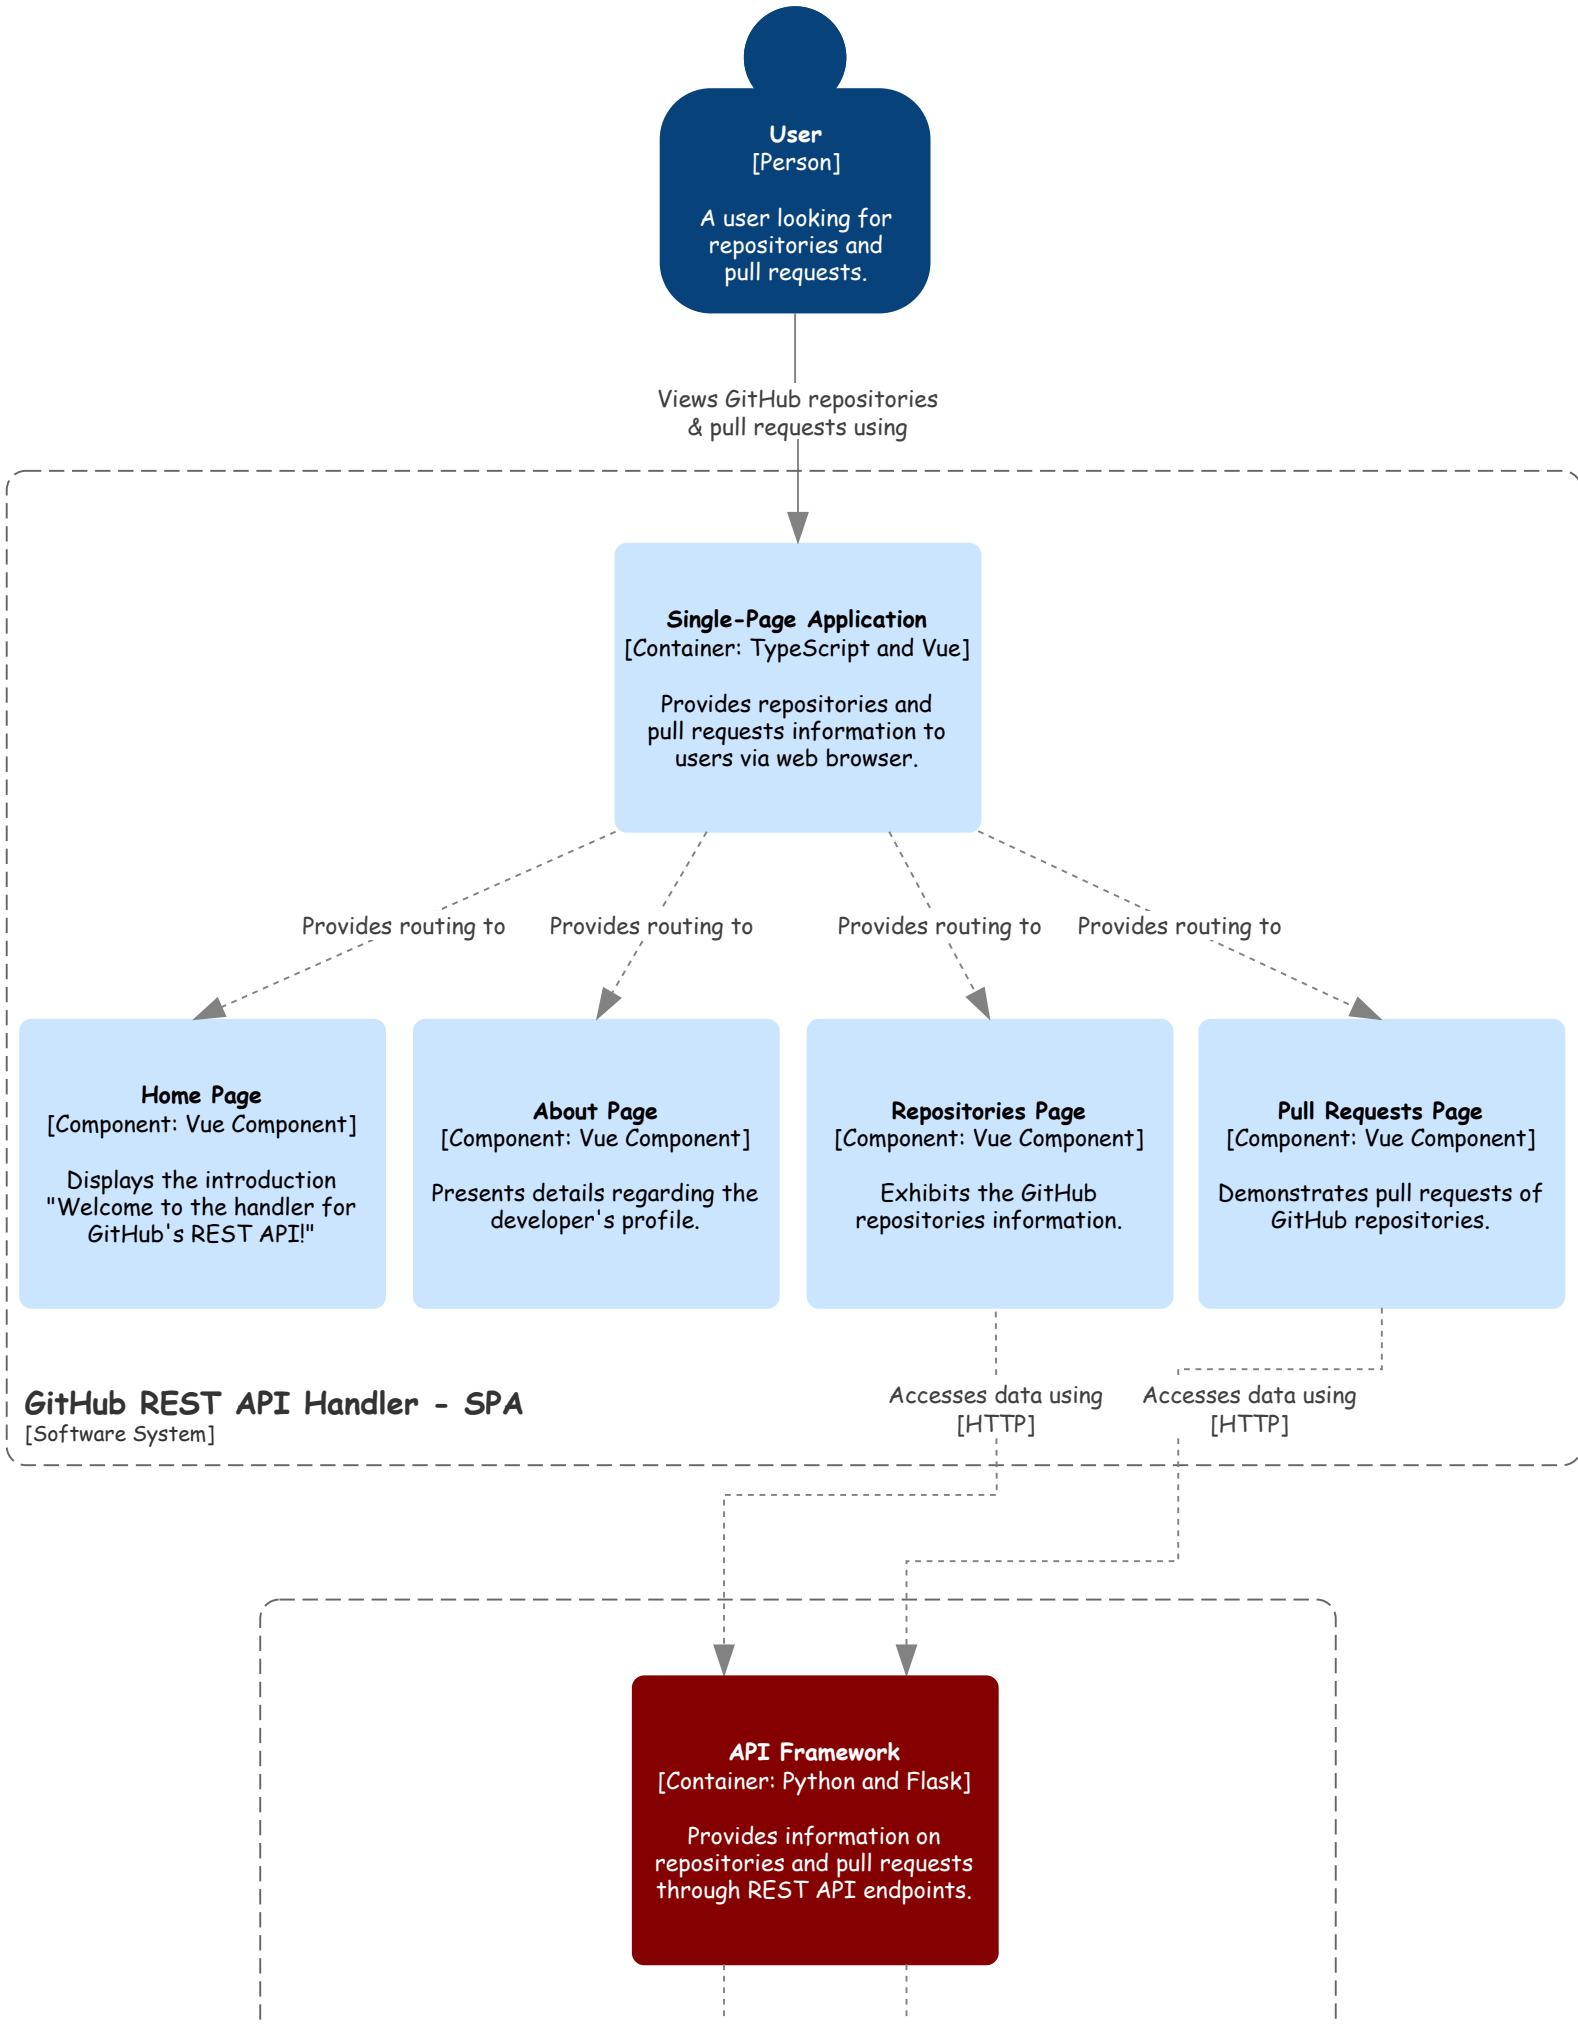 User
[Person]
A user looking for
repositories and
pull requests.
Views GitHub repositories
& pull requests using
Single-Page Application
[Container: TypeScript and Vue]
Provides repositories and
pull requests information to
users via web browser.
Provides routing to
Provides routing to
Provides routing to
Provides routing to
Home Page
[Component: Vue Component]
Displays the introduction
"Welcome to the handler for
GitHub's REST API!"
About Page
[Component: Vue Component]
Presents details regarding the
developer's profile.
Repositories Page
[Component: Vue Component]
Exhibits the GitHub
repositories information.
Pull Requests Page
[Component: Vue Component]
Demonstrates pull requests of
GitHub repositories.
GitHub REST API Handler - SPA
[Software System]
Accesses data using
[HTTP]
Accesses data using
[HTTP]
API Framework
[Container: Python and Flask]
Provides information on
repositories and pull requests
through REST API endpoints.